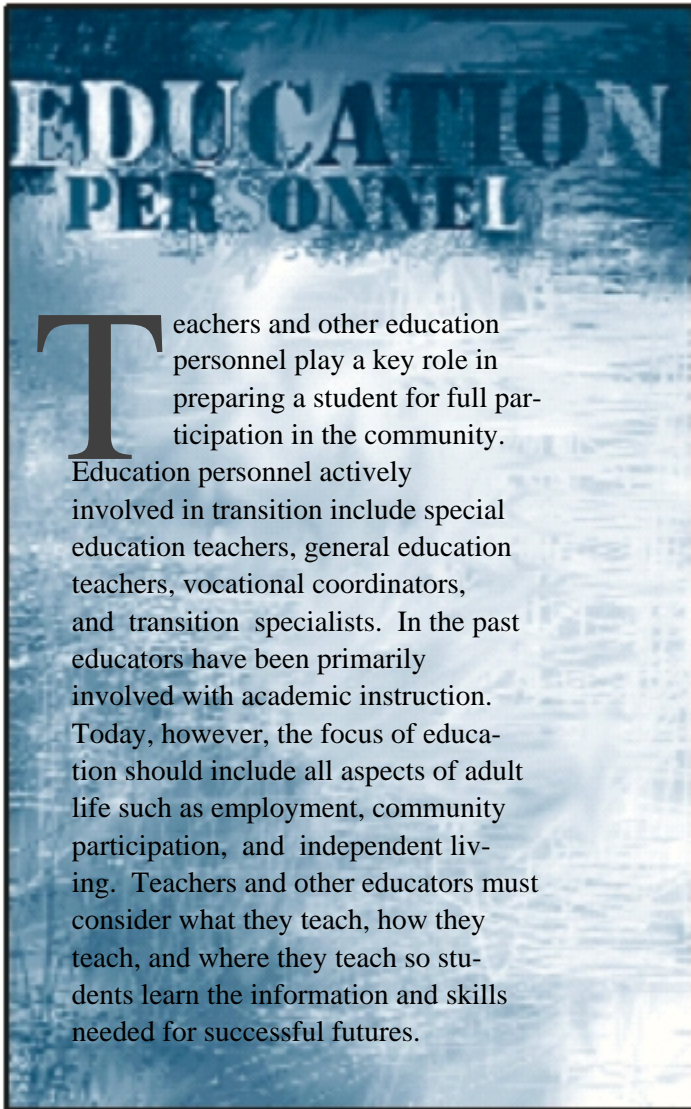 EDUCATION
PERSONNEL
Teachers and other education
personnel play a key role in
preparing a student for full par-
ticipation in the community.
Education personnel actively
involved in transition include special
education teachers, general education
teachers, vocational coordinators,
and transition specialists. In the past
educators have been primarily
involved with academic instruction.
Today, however, the focus of educa-
tion should include all aspects of adult
life such as employment, community
participation, and independent liv-
ing. Teachers and other educators must
consider what they teach, how they
teach, and where they teach so stu-
dents learn the information and skills
needed for successful futures.